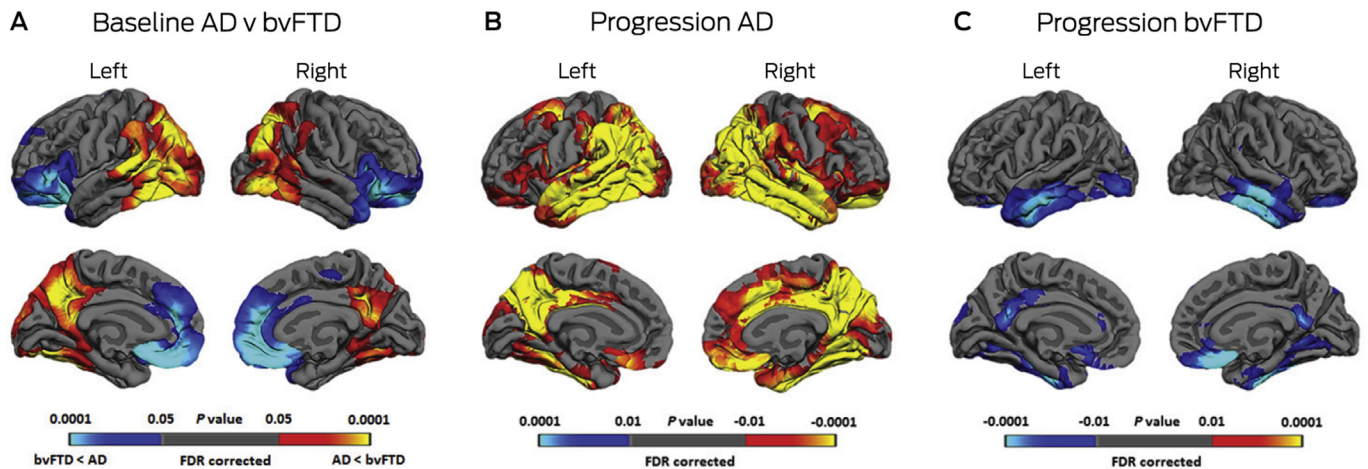 A Baseline AD v bvFTD
Left Right
0.0001 0.05 P value 0.05 0.0001
bvFTD < AD FDR corrected AD < bvFTD
B Progression AD
Left Right
0.0001 0.01 P value -0.01 -0.0001
FDR corrected
C Progression bvFTD
Left Right
-0.0001 -0.01 P value 0.01 0.0001
FDR corrected